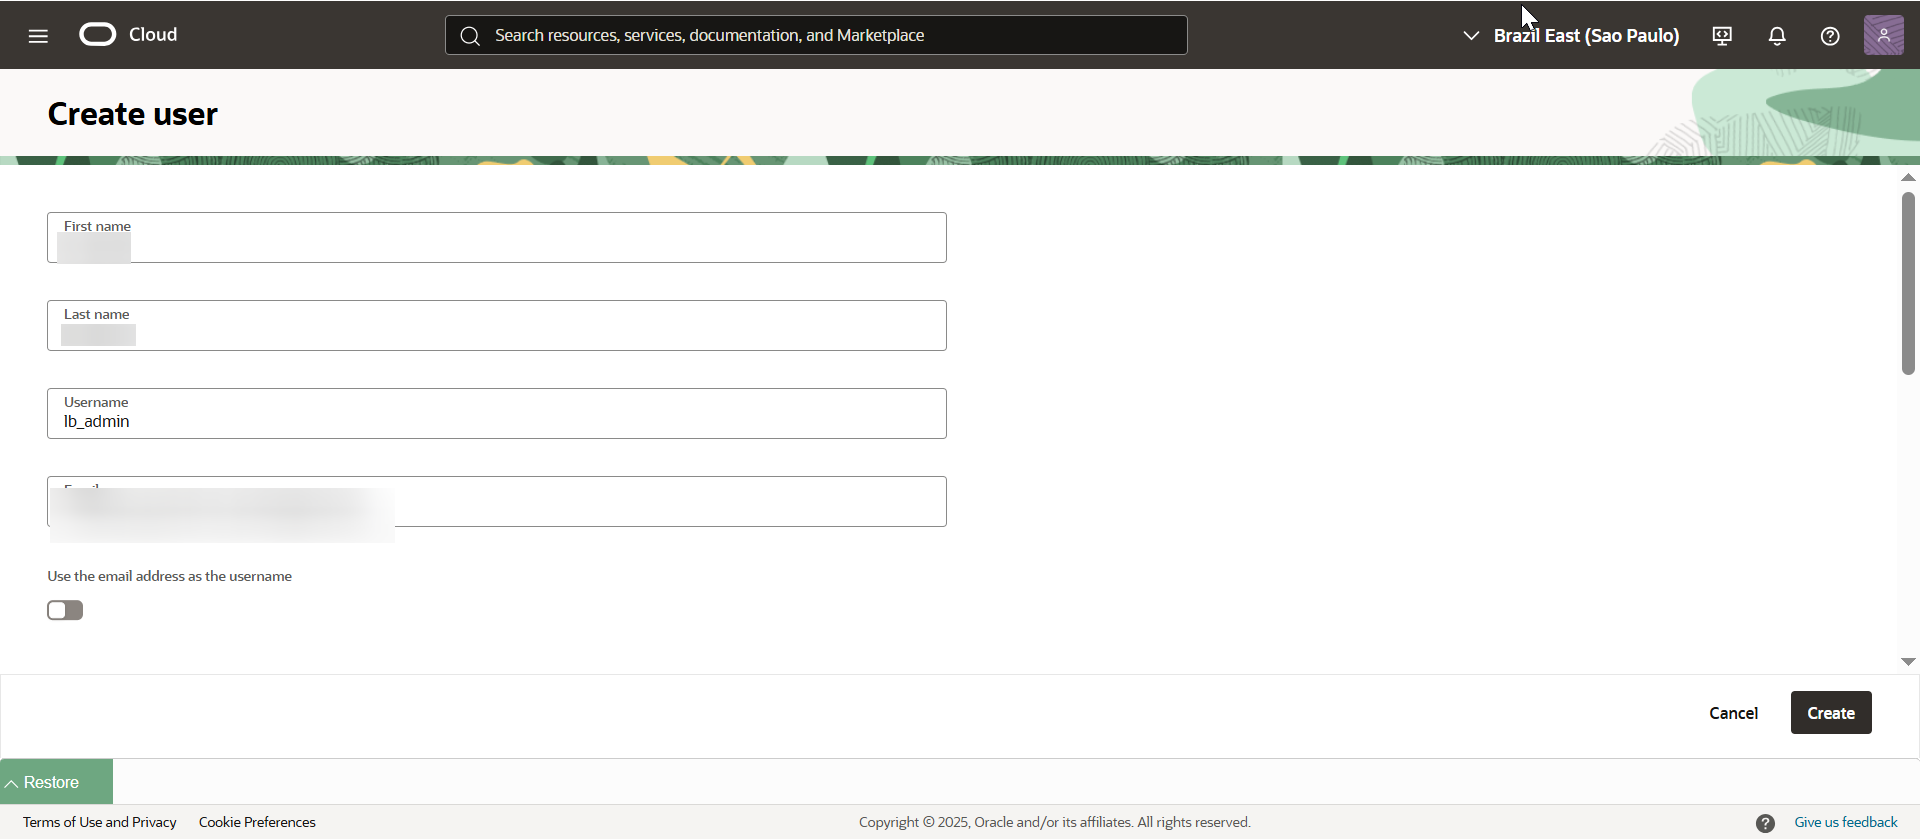 Cloud
Search resources, services, documentation, and Marketplace
Brazil East (Sao Paulo)
Create user
First name
Last name
Username
lb_admin
Use the email address as the username
Cancel
Create
Restore
Terms of Use and Privacy
Cookie Preferences
Copyright © 2025, Oracle and/or its affiliates. All rights reserved.
Give us feedback